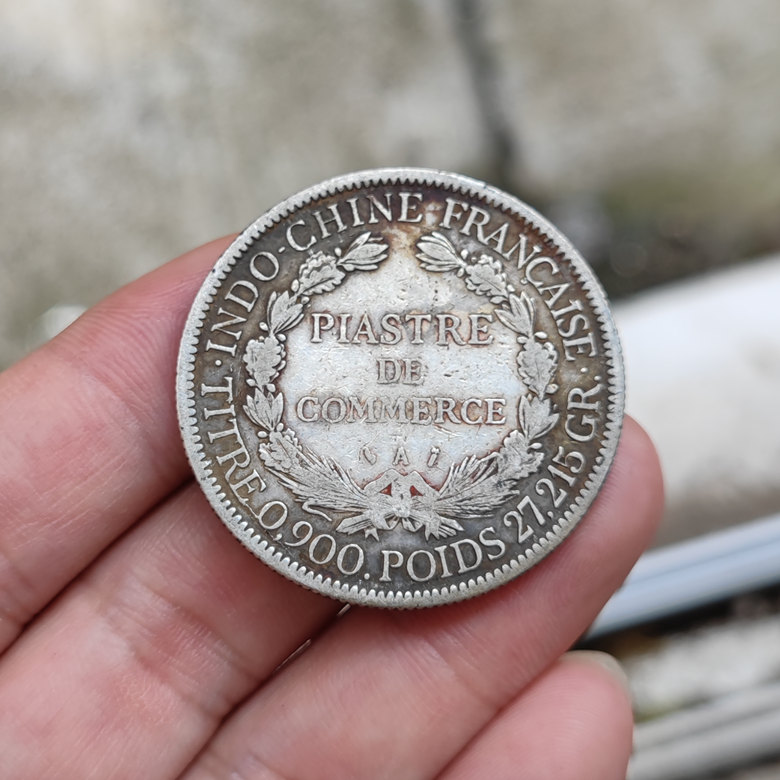 INDO-CHINE FRANÇAISE
PIASTRE
DE
COMMERCE
A
TITRE 0,900. POIDS 27,215 GR.